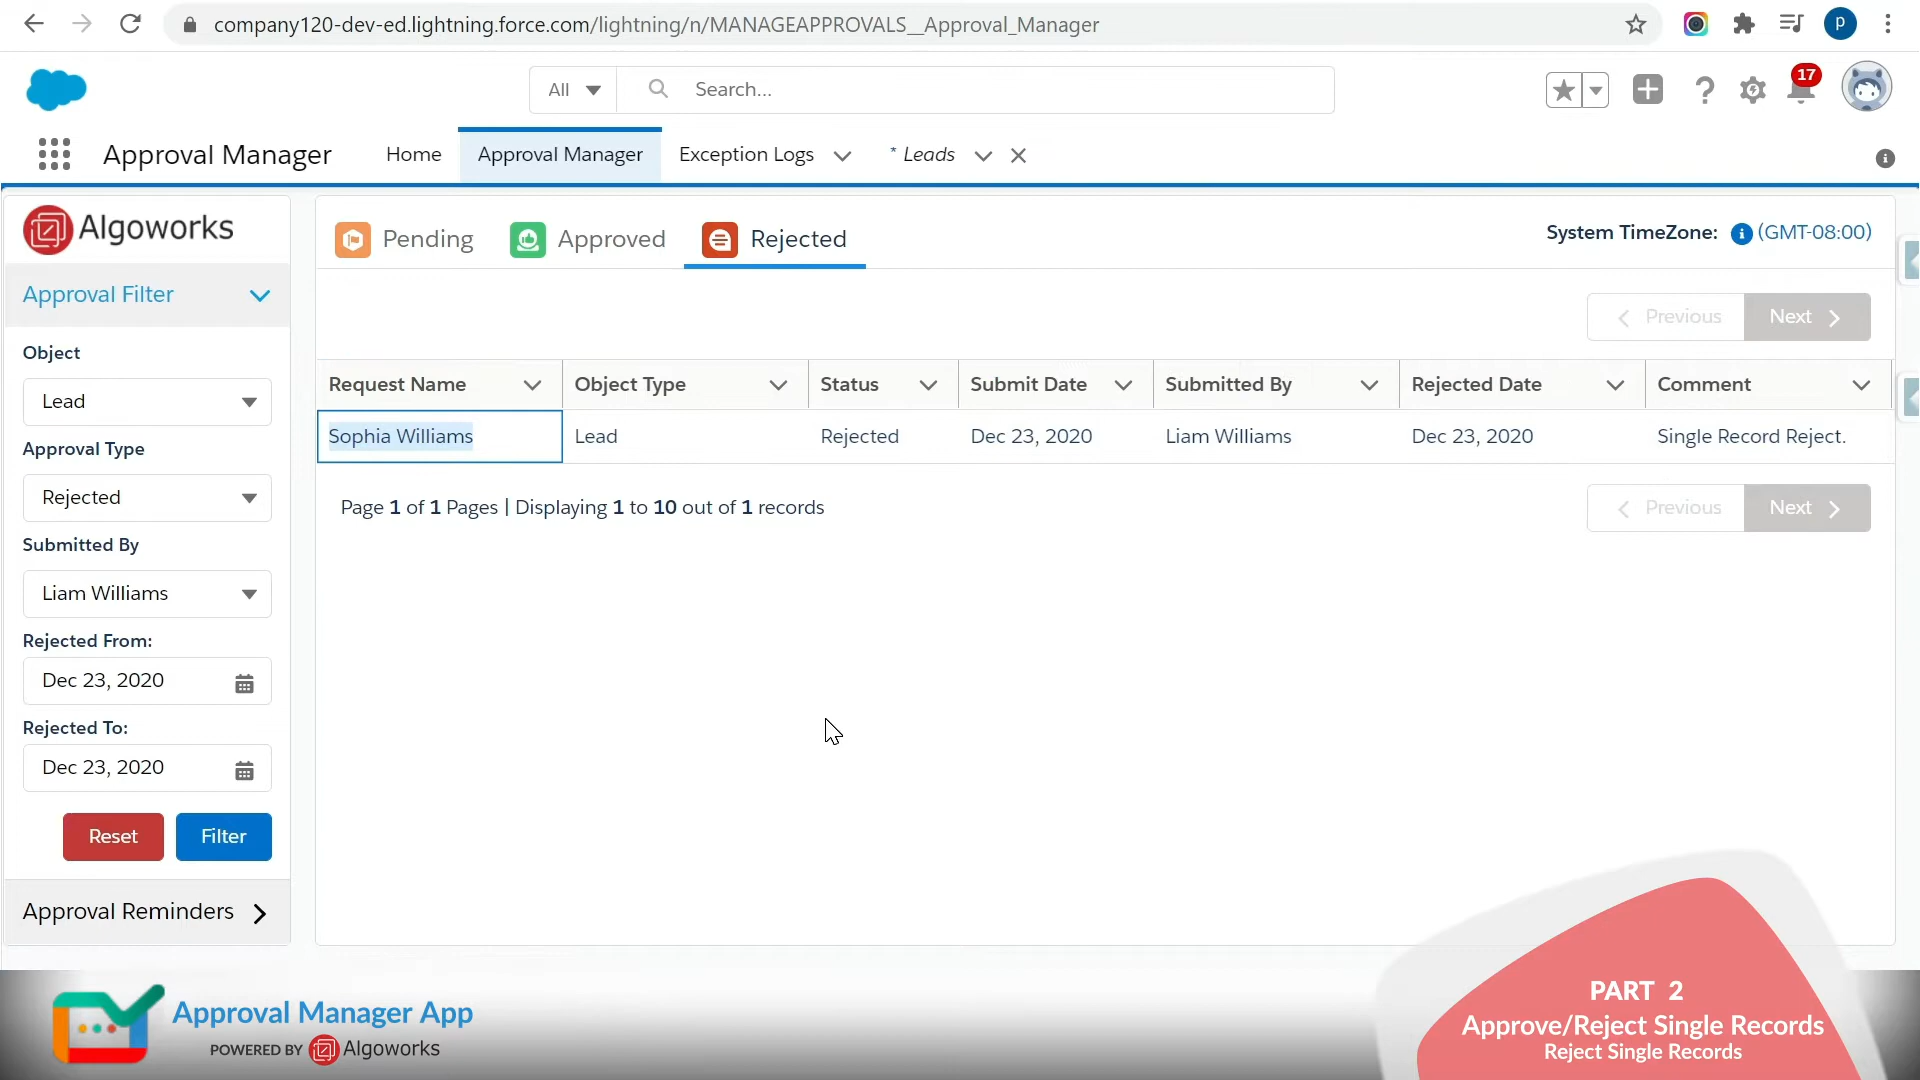 company120-dev-ed.lightning.force.com/lightning/n/MANAGEAPPROVALS__Approval_Manager
p
All
Search...
17
Approval Manager
Home
Approval Manager
Exception Logs
* Leads
Algoworks
Pending
Approved
Rejected
System TimeZone: (GMT-08:00)
Approval Filter
Previous
Next
Object
Lead
Approval Type
Rejected
Submitted By
Liam Williams
Rejected From:
Dec 23, 2020
Rejected To:
Dec 23, 2020
Reset
Filter
Approval Reminders
Request Name
Object Type
Status
Submit Date
Submitted By
Rejected Date
Comment
Sophia Williams
Lead
Rejected
Dec 23, 2020
Liam Williams
Dec 23, 2020
Single Record Reject.
Page 1 of 1 Pages | Displaying 1 to 10 out of 1 records
Previous
Next
Approval Manager App
POWERED BY Algoworks
PART 2
Approve/Reject Single Records
Reject Single Records